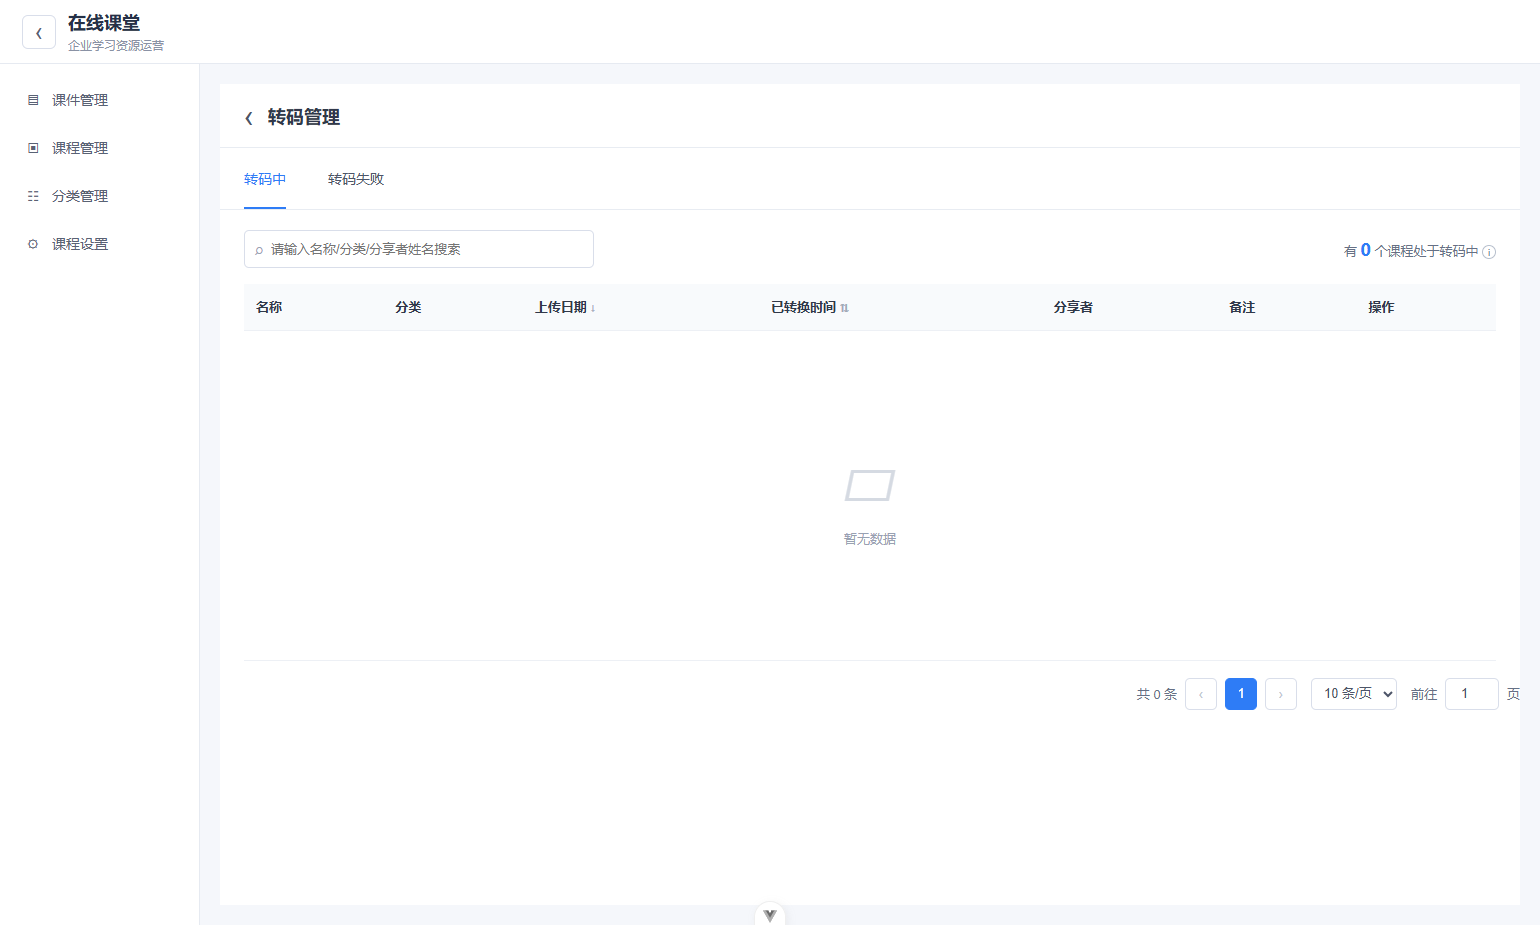 在线课堂
企业学习资源运营
课件管理
课程管理
分类管理
课程设置
转码管理
转码中 转码失败
请输入名称/分类/分享者姓名搜索
有 0 个课程处于转码中
名称 分类 上传日期 ↓ 已转换时间 ⇅ 分享者 备注 操作
暂无数据
共 0 条 ‹ 1 › 10 条/页 前往 1 页